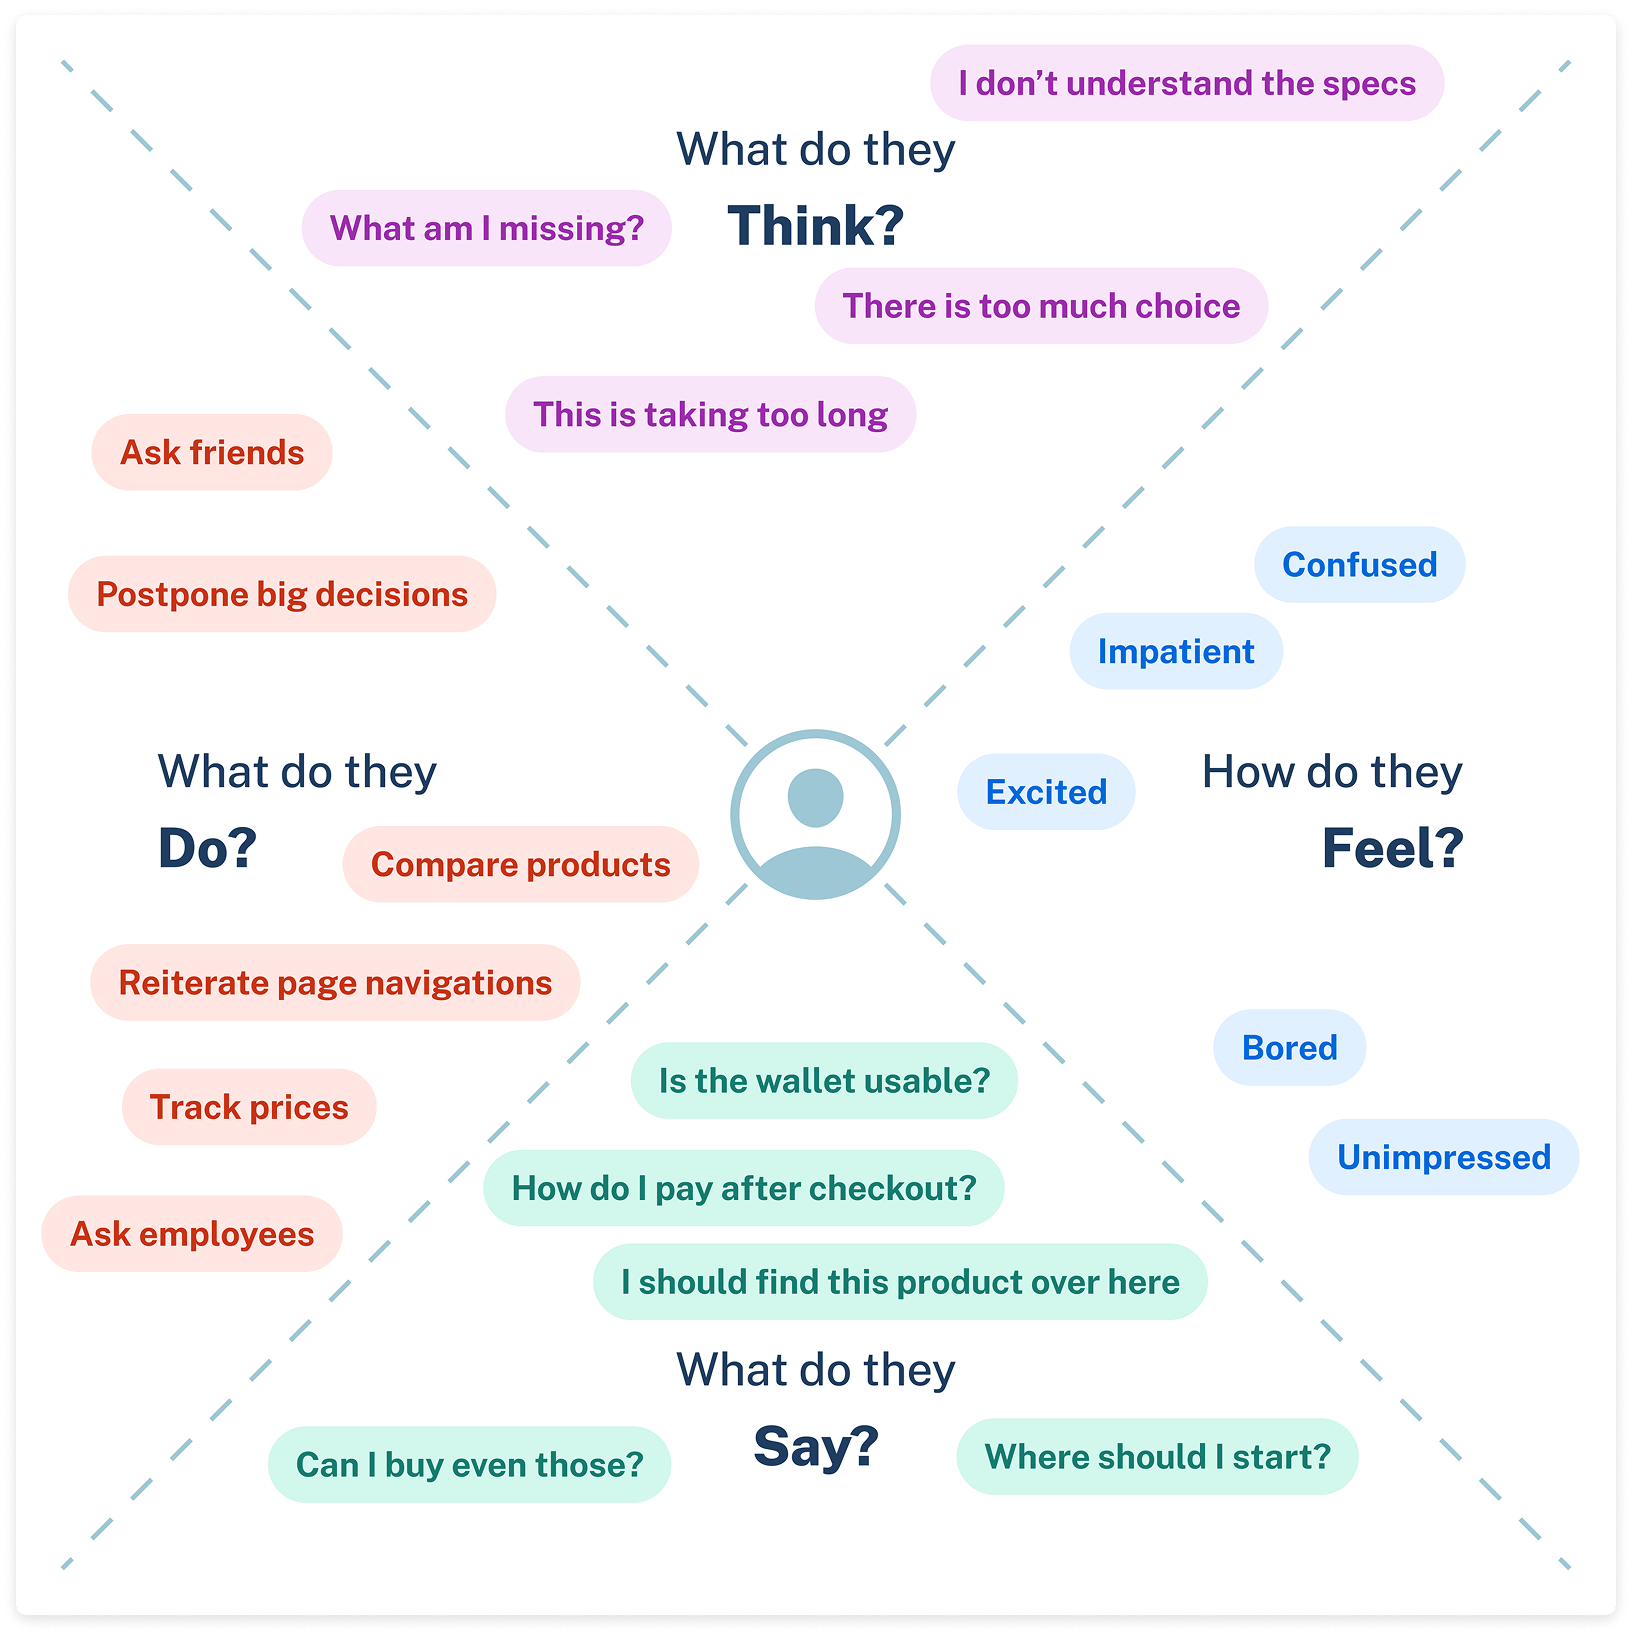 I don’t understand the specs
What do they
Think?
What am I missing?
There is too much choice
This is taking too long
Ask friends
Postpone big decisions
What do they
Do?
Compare products
Reiterate page navigations
Track prices
Ask employees
Confused
Impatient
Excited
How do they
Feel?
Bored
Unimpressed
Is the wallet usable?
How do I pay after checkout?
I should find this product over here
What do they
Say?
Can I buy even those?
Where should I start?